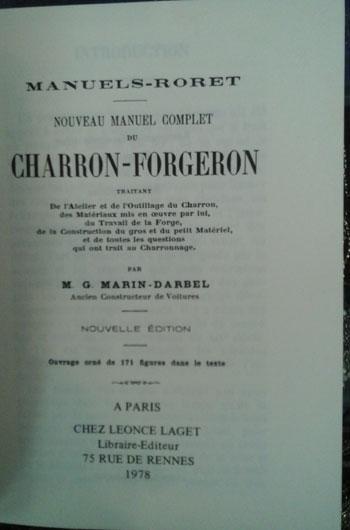 MANUELS-RORET
NOUVEAU MANUEL COMPLET
DU
CHARRON-FORGERON
TRAITANT
De l'Atelier et de l'Outillage du Charron,
des Matériaux mis en œuvre par lui,
du Travail de la Forge,
de la Construction du gros et du petit Matériel,
et de toutes les questions
qui ont trait au Charronnage.
PAR
M. G. MARIN-DARBEL
Ancien Constructeur de Voitures
NOUVELLE ÉDITION
Ouvrage orné de 171 figures dans le texte
A PARIS
CHEZ LEONCE LAGET
Libraire-Editeur
75 RUE DE RENNES
1978